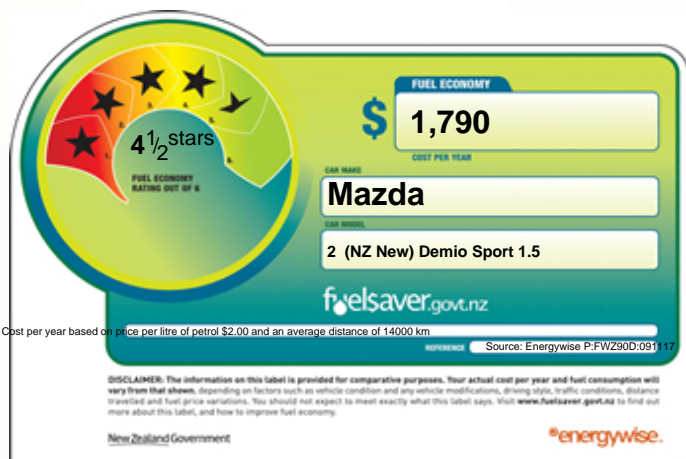 1.
2.
3.
4.
5.
6.
4 1/2 stars
FUEL ECONOMY
RATING OUT OF 6
FUEL ECONOMY
$ 1,790
COST PER YEAR
CAR MAKE
Mazda
CAR MODEL
2 (NZ New) Demio Sport 1.5
fuelsaver.govt.nz
Cost per year based on price per litre of petrol $2.00 and an average distance of 14000 km
REFERENCE Source: Energywise P:FWZ90D:091117
DISCLAIMER: The information on this label is provided for comparative purposes. Your actual cost per year and fuel consumption will
vary from that shown, depending on factors such as vehicle condition and any vehicle modifications, driving style, traffic conditions, distance
travelled and fuel price variations. You should not expect to meet exactly what this label says. Visit www.fuelsaver.govt.nz to find out
more about this label, and how to improve fuel economy.
New Zealand Government
energywise.